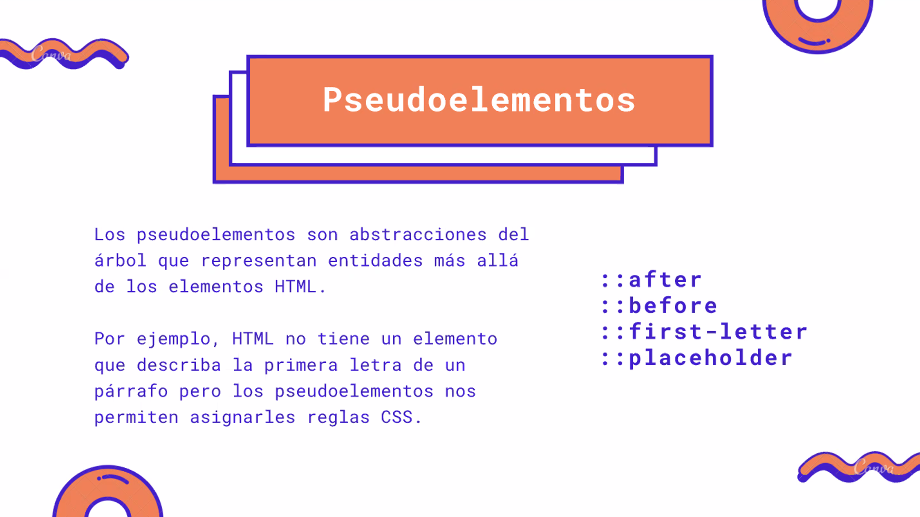 Canva
Pseudoelementos
Los pseudoelementos son abstracciones del
árbol que representan entidades más allá
de los elementos HTML.
Por ejemplo, HTML no tiene un elemento
que describa la primera letra de un
párrafo pero los pseudoelementos nos
permiten asignarles reglas CSS.
::after
::before
::first-letter
::placeholder
Canva